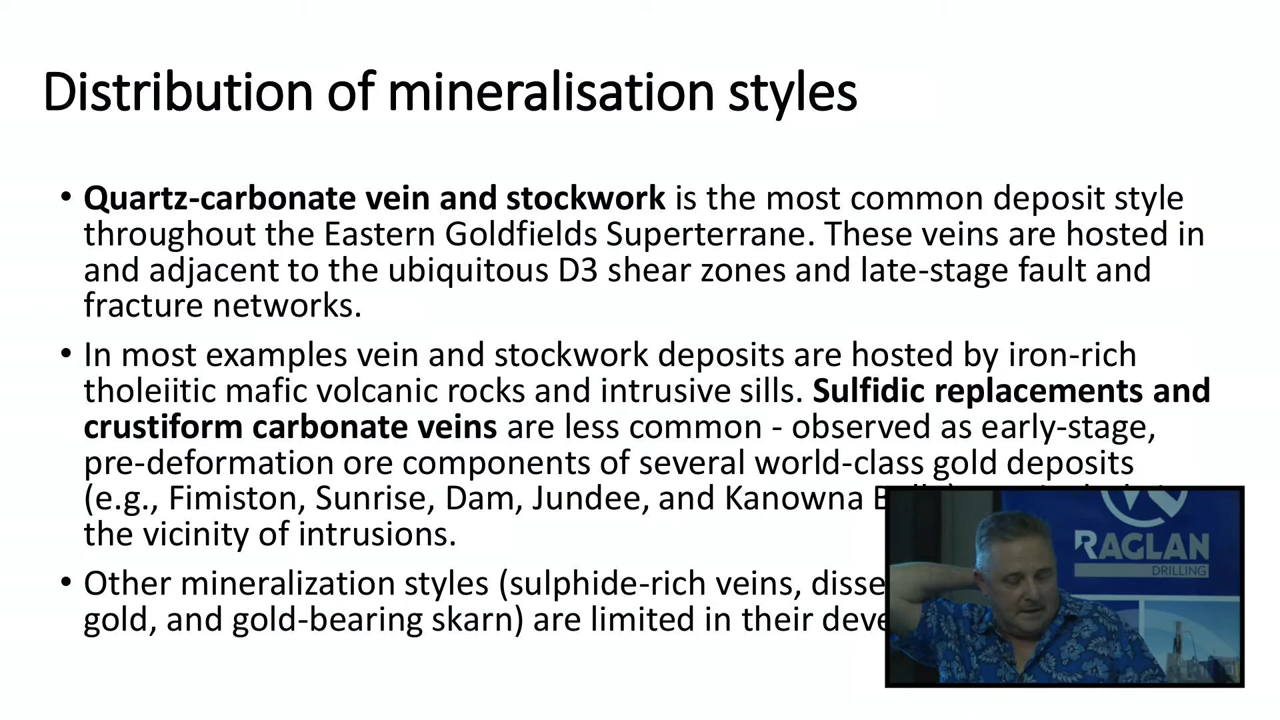 Distribution of mineralisation styles
• Quartz-carbonate vein and stockwork is the most common deposit style
throughout the Eastern Goldfields Superterrane. These veins are hosted in
and adjacent to the ubiquitous D3 shear zones and late-stage fault and
fracture networks.
• In most examples vein and stockwork deposits are hosted by iron-rich
tholeiitic mafic volcanic rocks and intrusive sills. Sulfidic replacements and
crustiform carbonate veins are less common - observed as early-stage,
pre-deformation ore components of several world-class gold deposits
(e.g., Fimiston, Sunrise, Dam, Jundee, and Kanowna
the vicinity of intrusions.
• Other mineralization styles (sulphide-rich veins,
gold, and gold-bearing skarn) are limited in their
RAGLAN
DRILLING